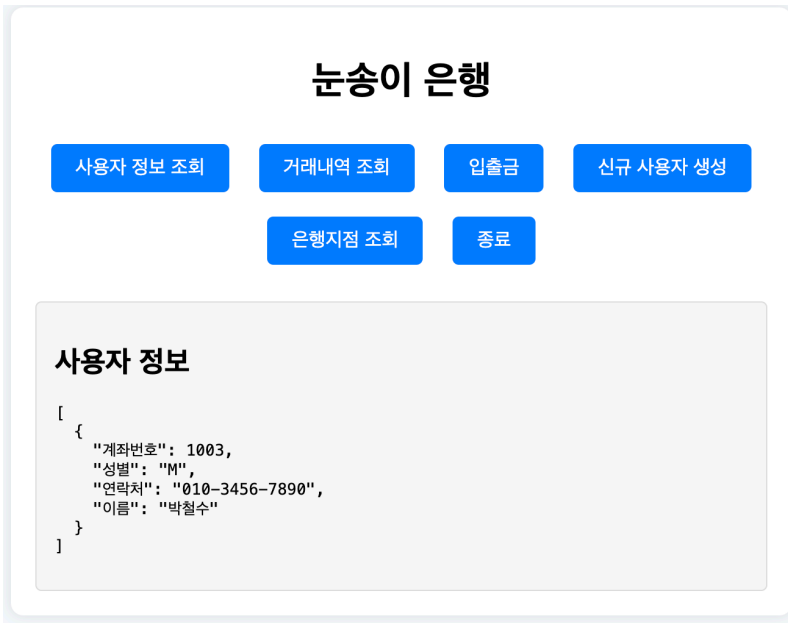 눈송이 은행
사용자 정보 조회
거래내역 조회
입출금
신규 사용자 생성
은행지점 조회
종료
사용자 정보
[
  {
    "계좌번호": 1003,
    "성별": "M",
    "연락처": "010-3456-7890",
    "이름": "박철수"
  }
]